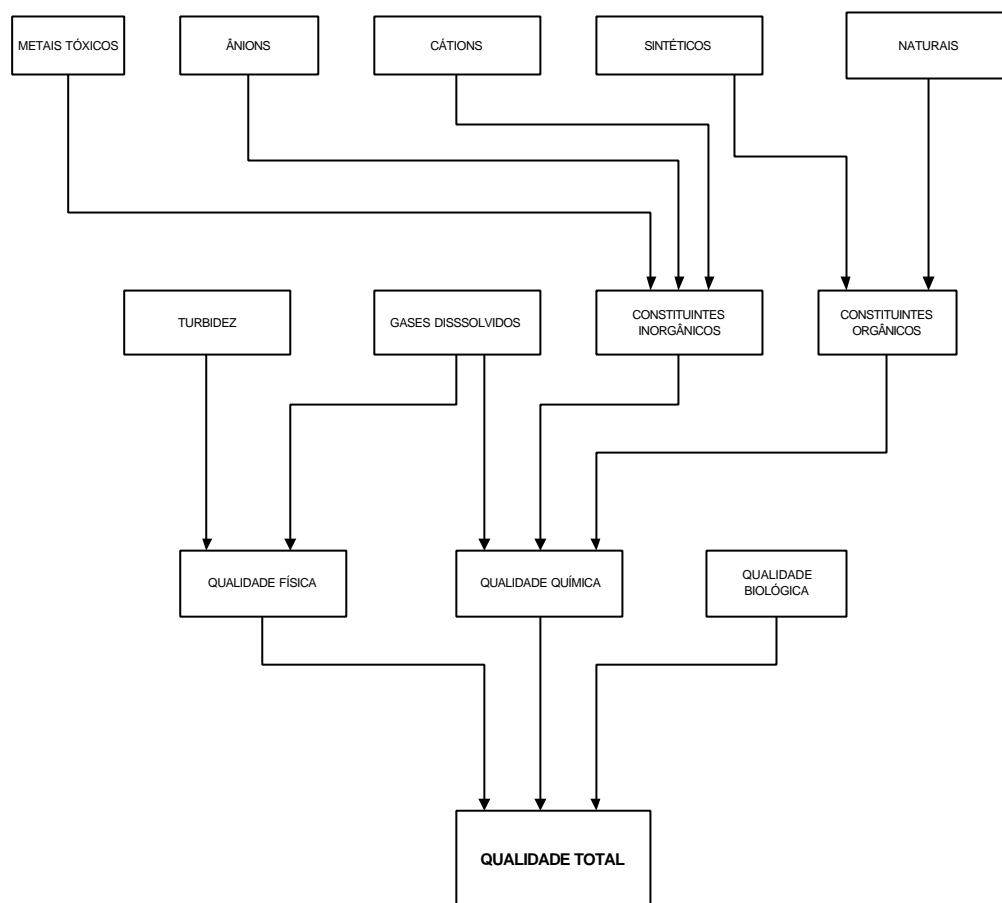 METAIS TÓXICOS
ÂNIONS
CÁTIONS
SINTÉTICOS
NATURAIS
TURBIDEZ
GASES DISSSOLVIDOS
CONSTITUINTES
INORGÂNICOS
CONSTITUINTES
ORGÂNICOS
QUALIDADE FÍSICA
QUALIDADE QUÍMICA
QUALIDADE
BIOLÓGICA
QUALIDADE TOTAL